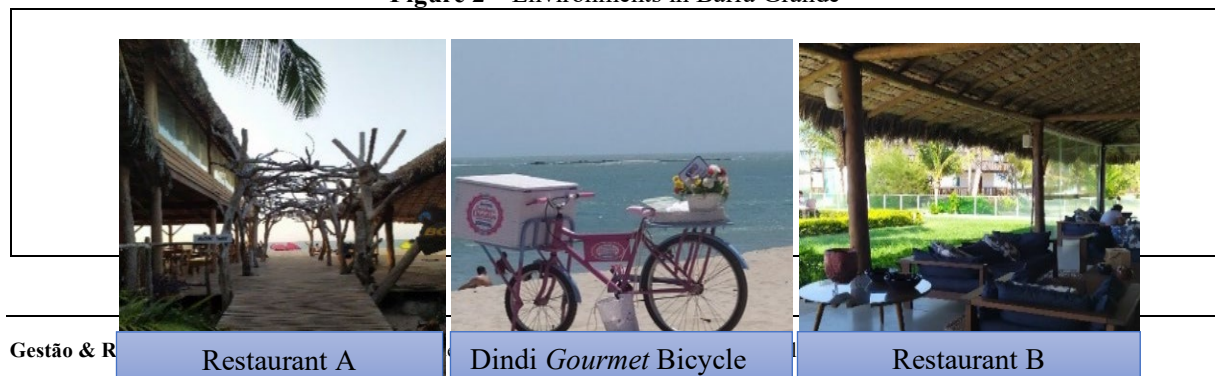 Figure 2 – Environments in Barra Grande
Gestão & R
Restaurant A
Dindi Gourmet Bicycle
Restaurant B